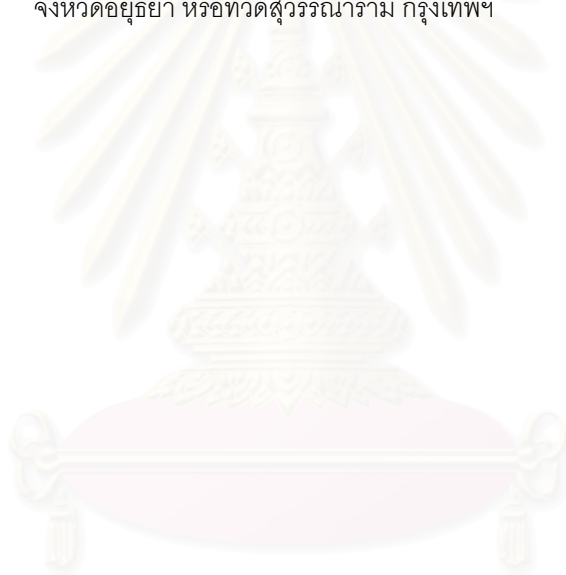 จังหวัดอยุธยา หรือที่วัดสุวรรณาราม กรุงเทพฯ